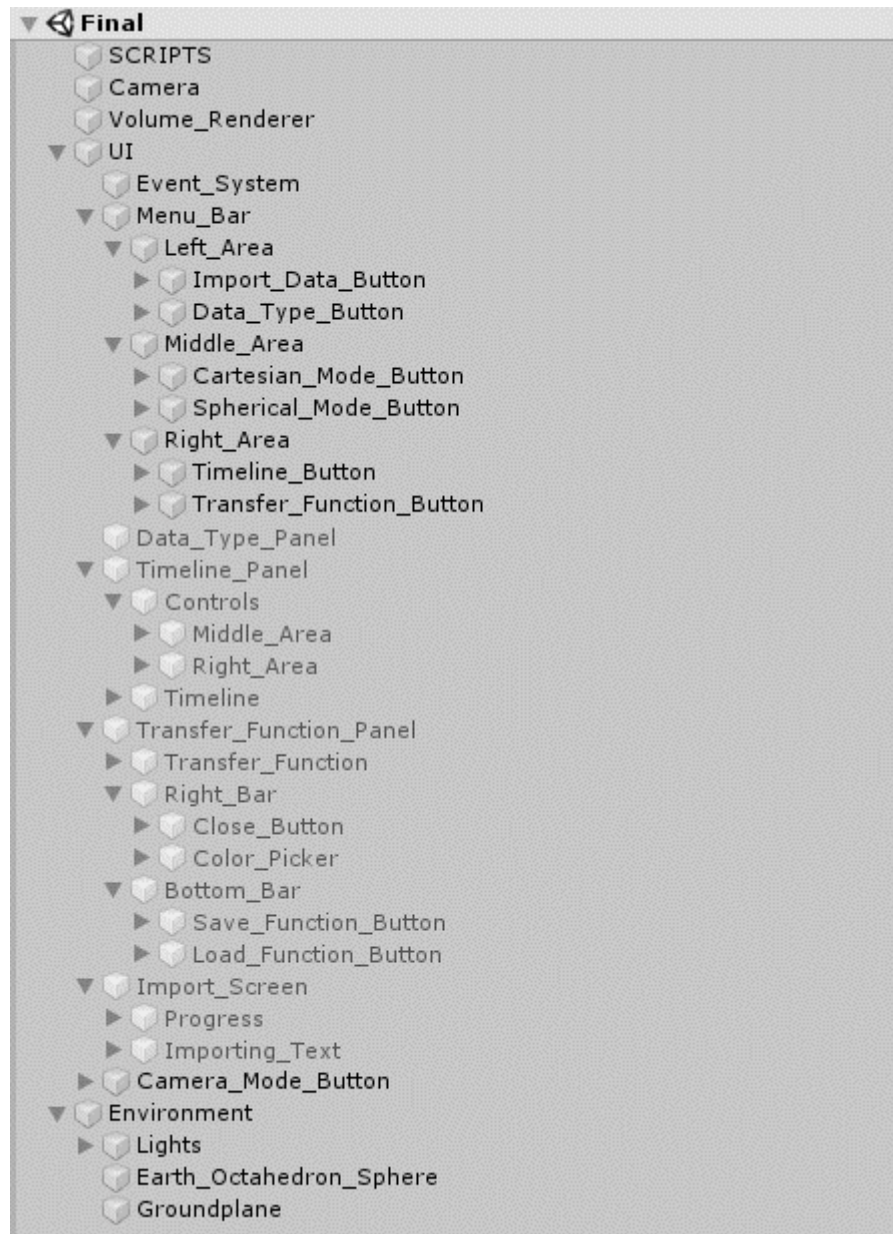 Final
SCRIPTS
Camera
Volume_Renderer
UI
Event_System
Menu_Bar
Left_Area
Import_Data_Button
Data_Type_Button
Middle_Area
Cartesian_Mode_Button
Spherical_Mode_Button
Right_Area
Timeline_Button
Transfer_Function_Button
Data_Type_Panel
Timeline_Panel
Controls
Middle_Area
Right_Area
Timeline
Transfer_Function_Panel
Transfer_Function
Right_Bar
Close_Button
Color_Picker
Bottom_Bar
Save_Function_Button
Load_Function_Button
Import_Screen
Progress
Importing_Text
Camera_Mode_Button
Environment
Lights
Earth_Octahedron_Sphere
Groundplane